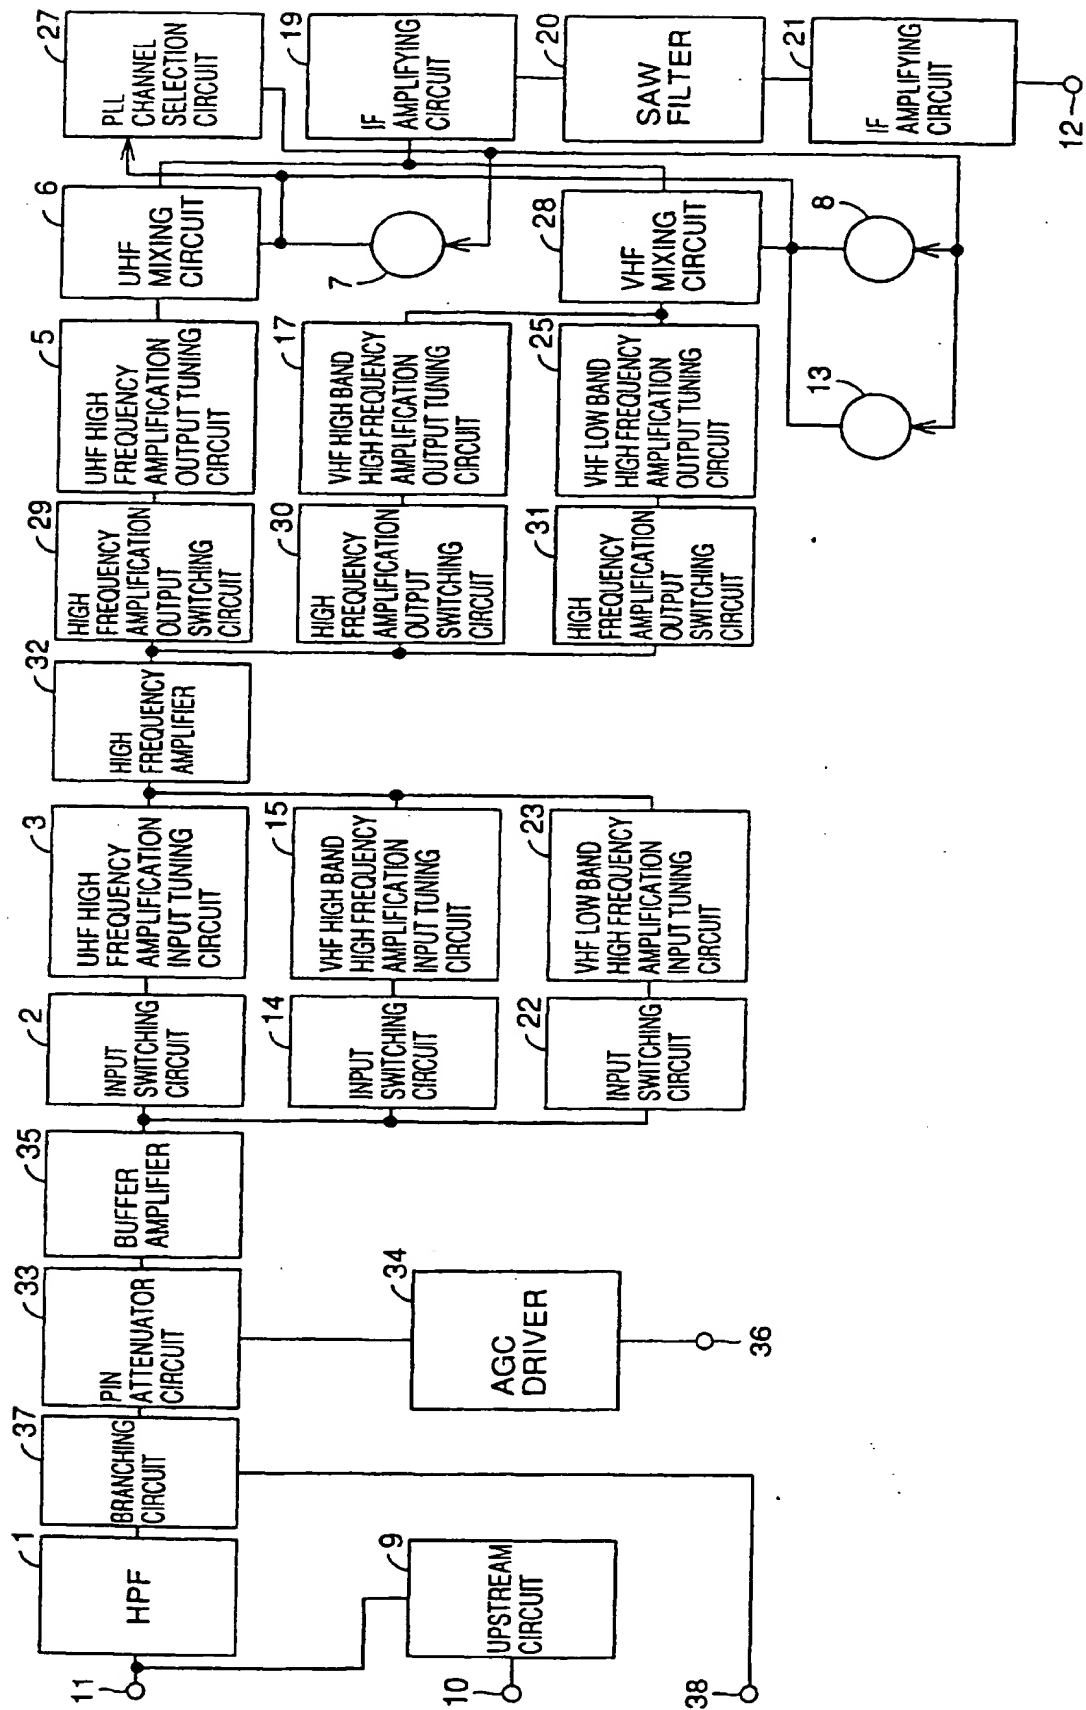 11
1
HPF
37
BRANCHING
CIRCUIT
33
PIN
ATTENUATOR
CIRCUIT
35
BUFFER
AMPLIFIER
2
INPUT
SWITCHING
CIRCUIT
3
UHF HIGH
FREQUENCY
AMPLIFICATION
INPUT TUNING
CIRCUIT
32
HIGH
FREQUENCY
AMPLIFIER
29
HIGH
FREQUENCY
AMPLIFICATION
OUTPUT
SWITCHING
CIRCUIT
5
UHF HIGH
FREQUENCY
AMPLIFICATION
OUTPUT TUNING
CIRCUIT
6
UHF
MIXING
CIRCUIT
27
PLL
CHANNEL
SELECTION
CIRCUIT
10
9
UPSTREAM
CIRCUIT
34
AGC
DRIVER
36
14
INPUT
SWITCHING
CIRCUIT
15
VHF HIGH BAND
HIGH FREQUENCY
AMPLIFICATION
INPUT TUNING
CIRCUIT
30
HIGH
FREQUENCY
AMPLIFICATION
OUTPUT
SWITCHING
CIRCUIT
17
VHF HIGH BAND
HIGH FREQUENCY
AMPLIFICATION
OUTPUT TUNING
CIRCUIT
7
19
IF
AMPLIFYING
CIRCUIT
38
22
INPUT
SWITCHING
CIRCUIT
23
VHF LOW BAND
HIGH FREQUENCY
AMPLIFICATION
INPUT TUNING
CIRCUIT
31
HIGH
FREQUENCY
AMPLIFICATION
OUTPUT
SWITCHING
CIRCUIT
25
VHF LOW BAND
HIGH FREQUENCY
AMPLIFICATION
OUTPUT TUNING
CIRCUIT
28
VHF
MIXING
CIRCUIT
20
SAW
FILTER
13
8
21
IF
AMPLIFYING
CIRCUIT
12